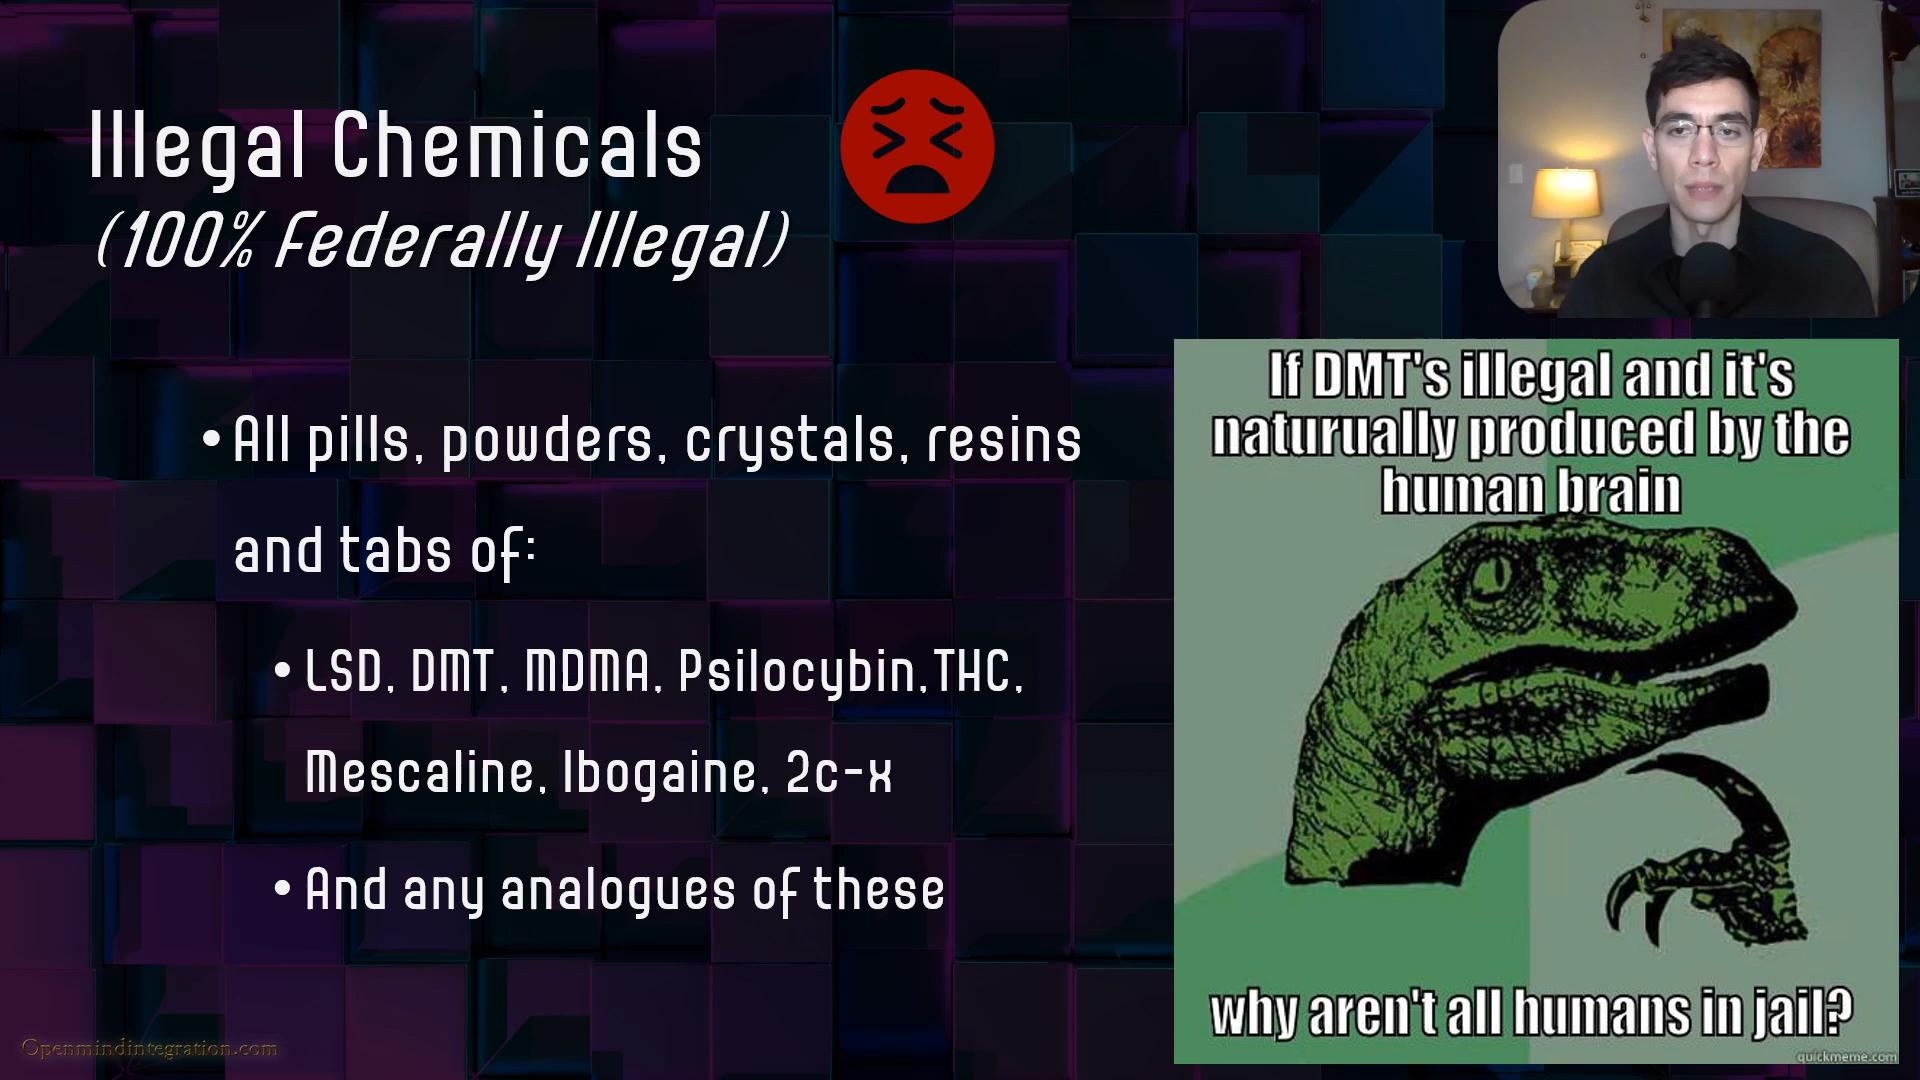 Illegal Chemicals
(100% Federally Illegal)
• All pills, powders, crystals, resins
and tabs of:
• LSD, DMT, MDMA, Psilocybin,THC,
Mescaline, Ibogaine, 2c-x
• And any analogues of these
If DMT's illegal and it's
naturually produced by the
human brain
why aren't all humans in jail?
quickmeme.com
Openmindintegration.com